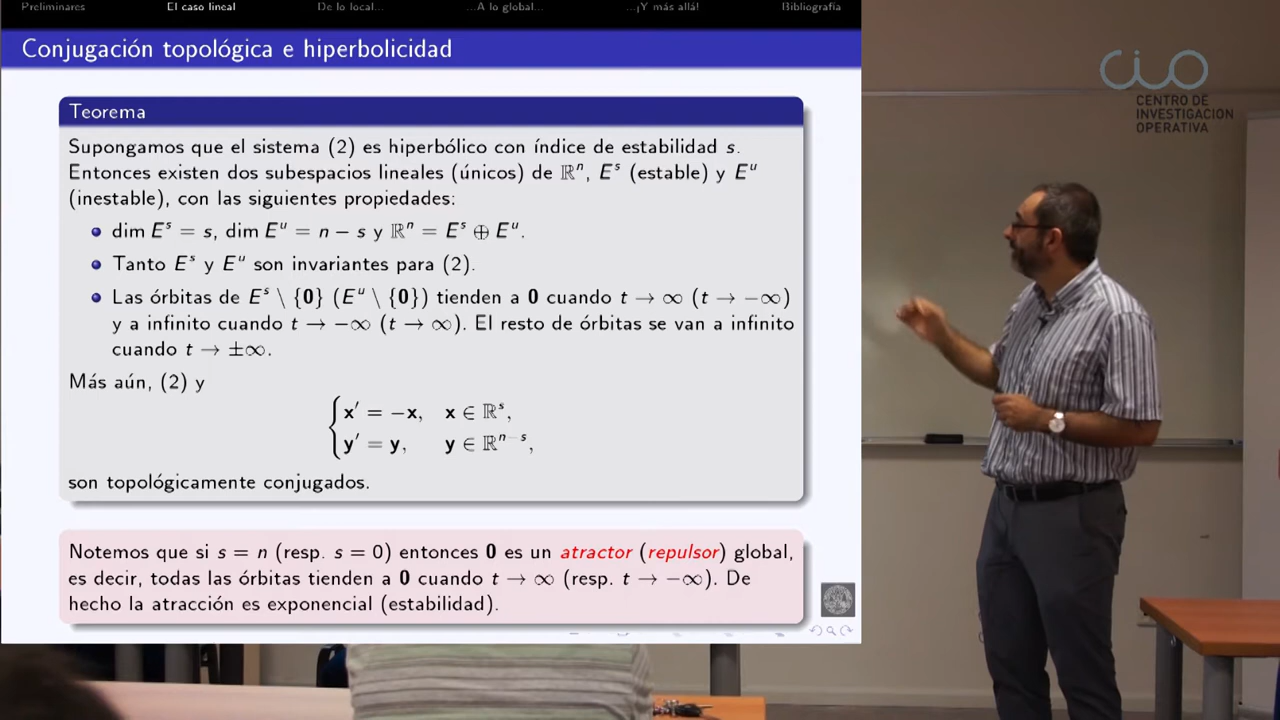 Preliminares El caso lineal De lo local... ...A lo global... ...¡Y más allá! Bibliografía
Conjugación topológica e hiperbolicidad
Teorema
Supongamos que el sistema (2) es hiperbólico con índice de estabilidad s.
Entonces existen dos subespacios lineales (únicos) de ℝⁿ, Eˢ (estable) y Eᵘ
(inestable), con las siguientes propiedades:
dim Eˢ = s, dim Eᵘ = n − s y ℝⁿ = Eˢ ⊕ Eᵘ.
Tanto Eˢ y Eᵘ son invariantes para (2).
Las órbitas de Eˢ \ {0} (Eᵘ \ {0}) tienden a 0 cuando t → ∞ (t → −∞)
y a infinito cuando t → −∞ (t → ∞). El resto de órbitas se van a infinito
cuando t → ±∞.
Más aún, (2) y
x′ = −x, x ∈ ℝˢ,
y′ = y, y ∈ ℝⁿ⁻ˢ,
son topológicamente conjugados.
Notemos que si s = n (resp. s = 0) entonces 0 es un atractor (repulsor) global,
es decir, todas las órbitas tienden a 0 cuando t → ∞ (resp. t → −∞). De
hecho la atracción es exponencial (estabilidad).
CIO
CENTRO DE
INVESTIGACION
OPERATIVA